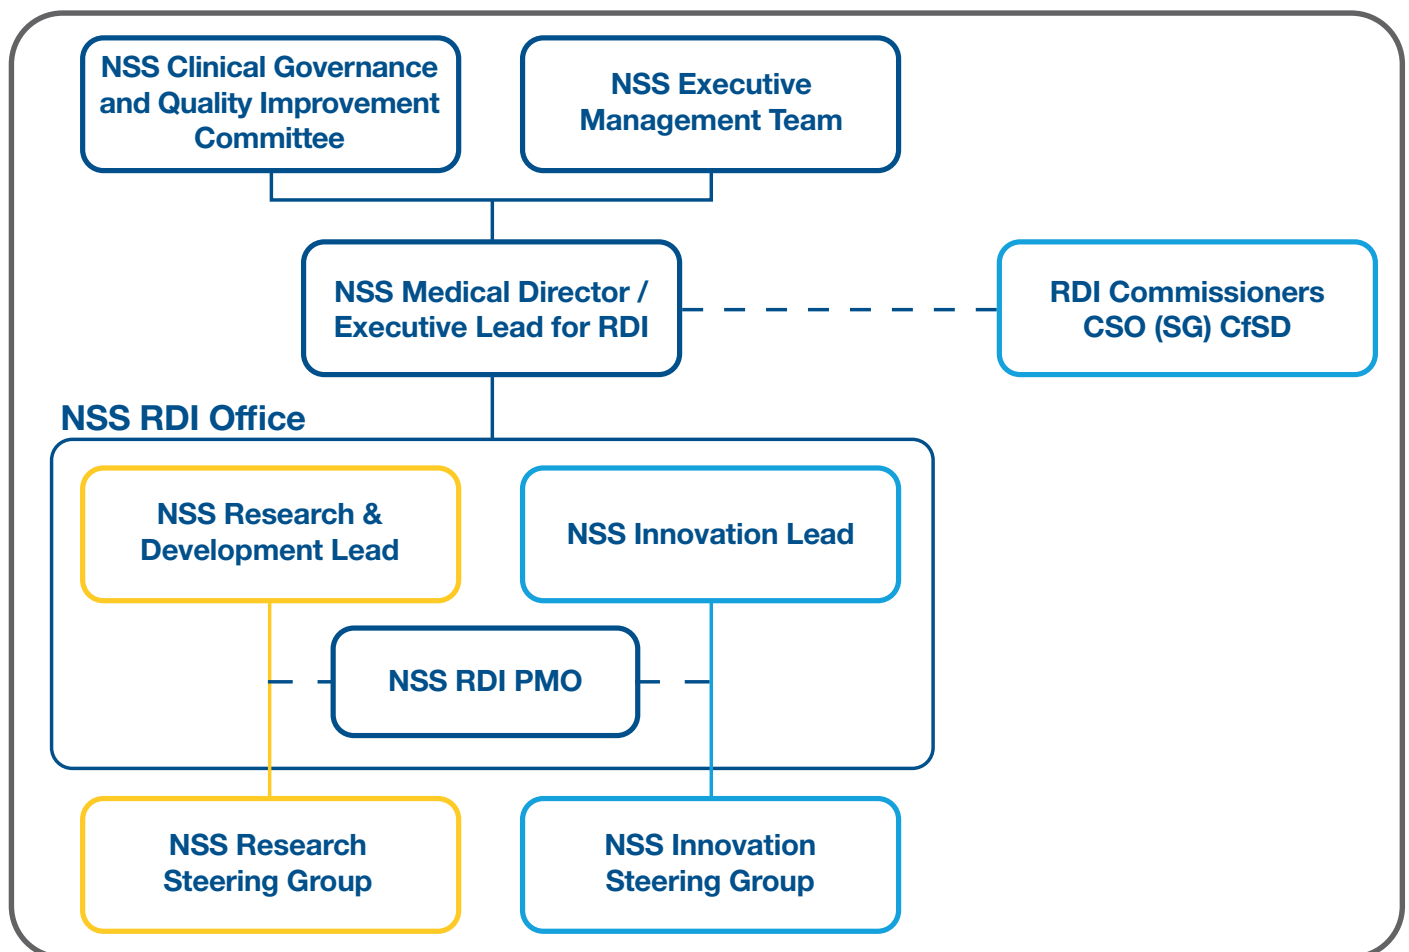 NSS Clinical Governance
and Quality Improvement
Committee
NSS Executive
Management Team
NSS Medical Director /
Executive Lead for RDI
RDI Commissioners
CSO (SG) CfSD
NSS RDI Office
NSS Research &
Development Lead
NSS Innovation Lead
NSS RDI PMO
NSS Research
Steering Group
NSS Innovation
Steering Group